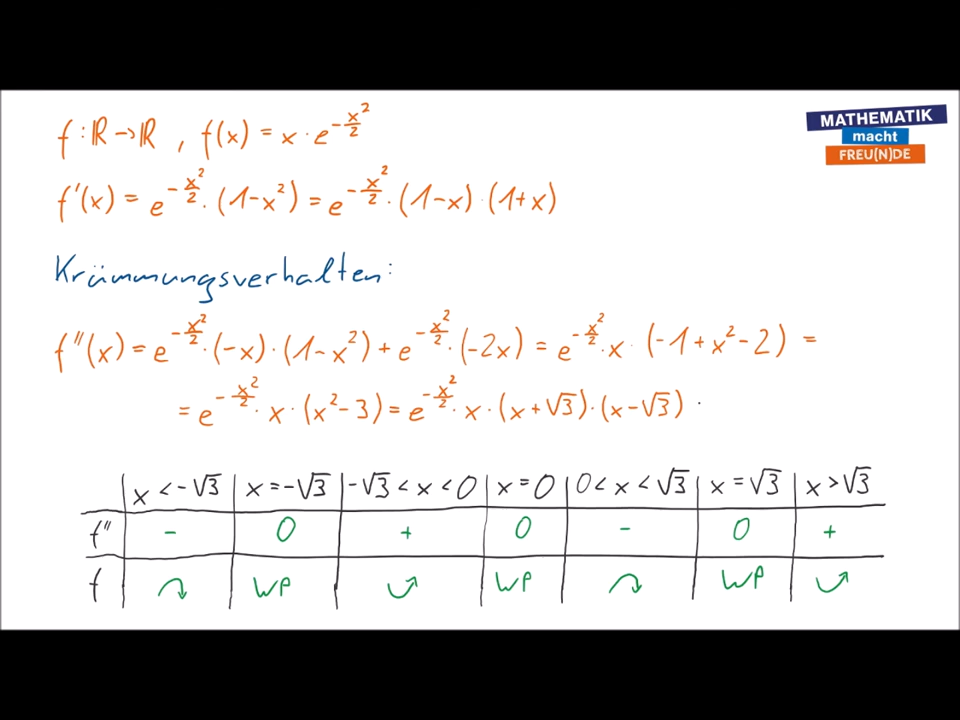 f : ℝ → ℝ , f(x) = x · e^{-x²/2}
MATHEMATIK
macht
FREU(N)DE
f'(x) = e^{-x²/2} · (1-x²) = e^{-x²/2} · (1-x) · (1+x)
Krümmungsverhalten:
f''(x) = e^{-x²/2} · (-x) · (1-x²) + e^{-x²/2} · (-2x) = e^{-x²/2} · x · (-1+x²-2) =
= e^{-x²/2} · x · (x²-3) = e^{-x²/2} · x · (x+√3) · (x-√3)
x < -√3 x = -√3 -√3 < x < 0 x = 0 0 < x < √3 x = √3 x > √3
f'' - 0 + 0 - 0 +
f ↷ WP ⤻ WP ↷ WP ⤻